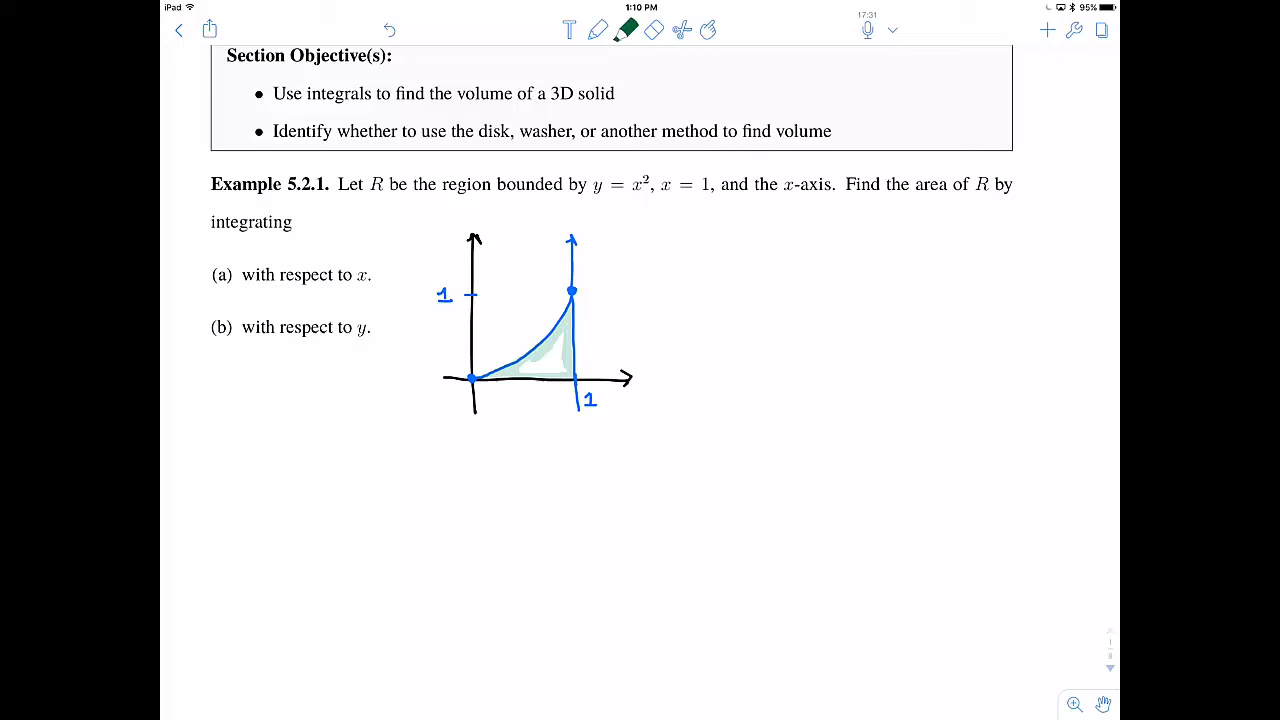 iPad
1:10 PM
95%
17:31
Section Objective(s):
• Use integrals to find the volume of a 3D solid
• Identify whether to use the disk, washer, or another method to find volume
Example 5.2.1. Let R be the region bounded by y = x², x = 1, and the x-axis. Find the area of R by
integrating
(a) with respect to x.
(b) with respect to y.
1
1
1
8